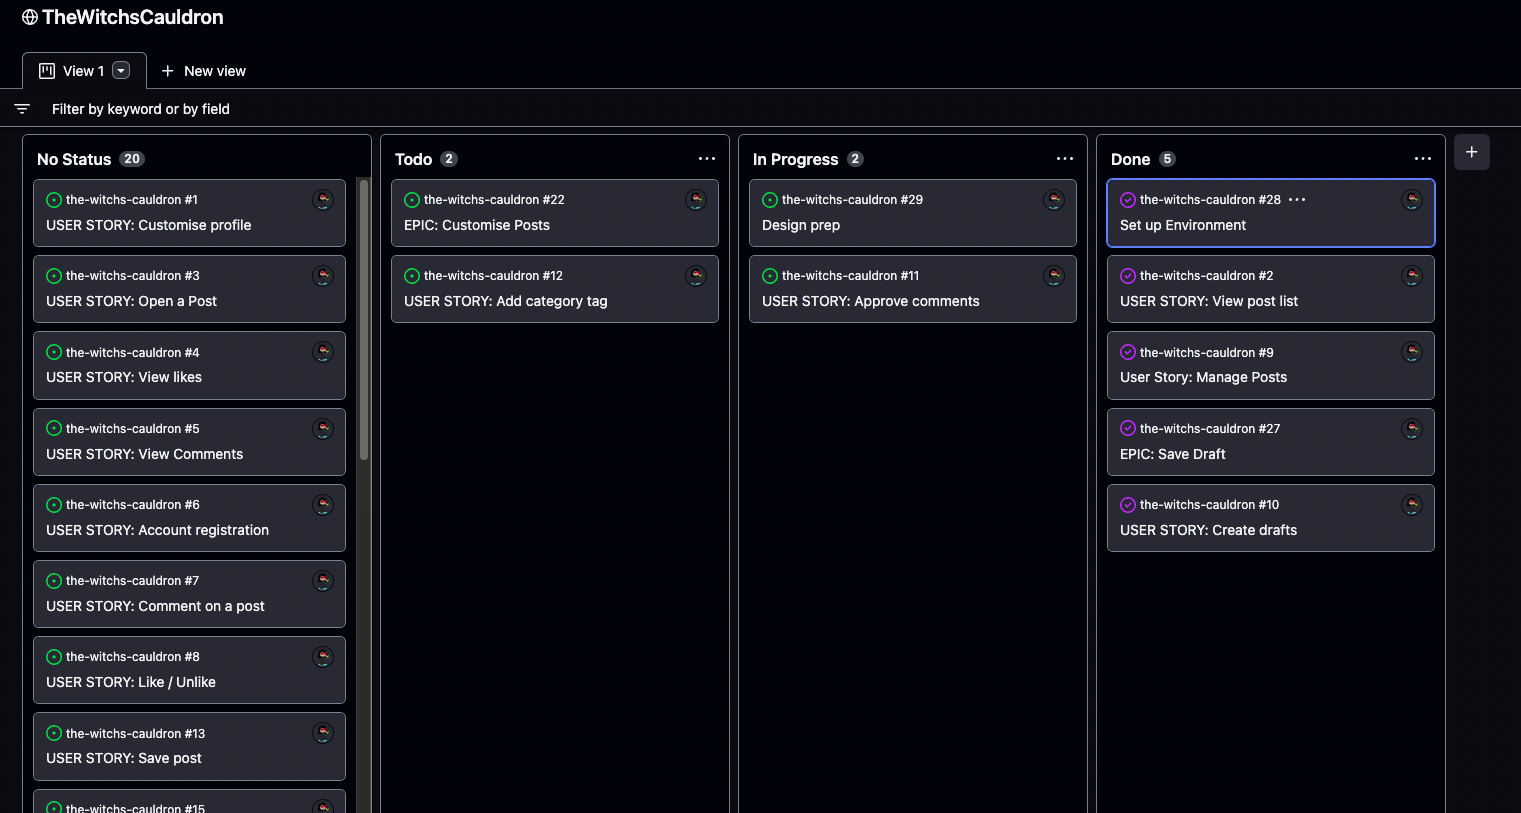 TheWitchsCauldron
View 1
New view
Filter by keyword or by field
No Status 20
the-witchs-cauldron #1
USER STORY: Customise profile
the-witchs-cauldron #3
USER STORY: Open a Post
the-witchs-cauldron #4
USER STORY: View likes
the-witchs-cauldron #5
USER STORY: View Comments
the-witchs-cauldron #6
USER STORY: Account registration
the-witchs-cauldron #7
USER STORY: Comment on a post
the-witchs-cauldron #8
USER STORY: Like / Unlike
the-witchs-cauldron #13
USER STORY: Save post
the-witchs-cauldron #15
Todo 2
the-witchs-cauldron #22
EPIC: Customise Posts
the-witchs-cauldron #12
USER STORY: Add category tag
In Progress 2
the-witchs-cauldron #29
Design prep
the-witchs-cauldron #11
USER STORY: Approve comments
Done 5
the-witchs-cauldron #28
Set up Environment
the-witchs-cauldron #2
USER STORY: View post list
the-witchs-cauldron #9
User Story: Manage Posts
the-witchs-cauldron #27
EPIC: Save Draft
the-witchs-cauldron #10
USER STORY: Create drafts